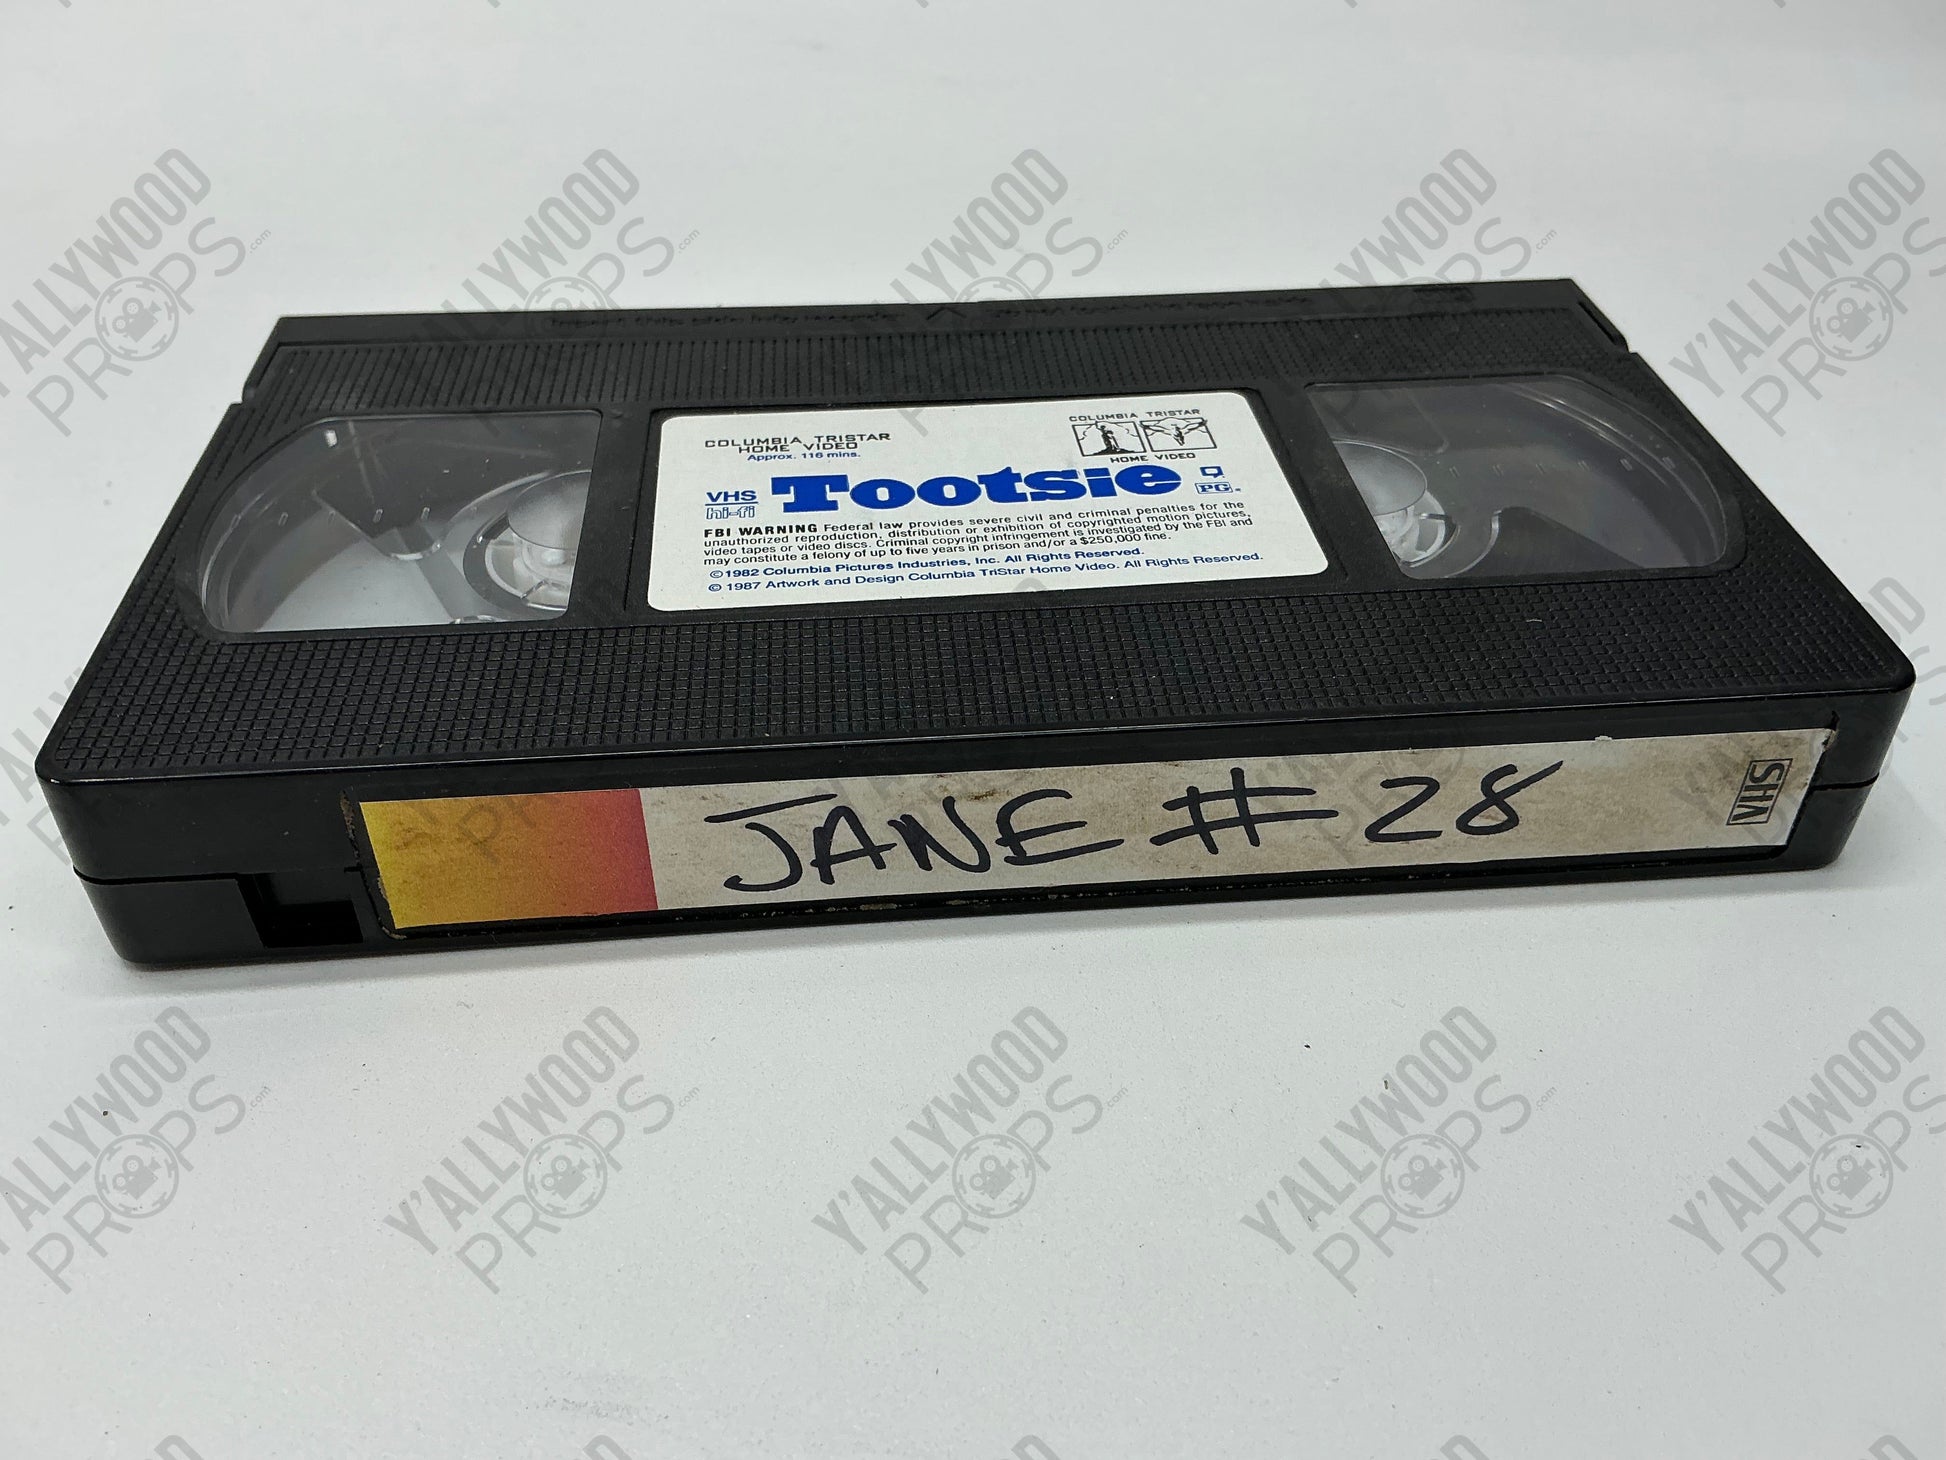 COLUMBIA TRISTAR
HOME VIDEO
Approx. 116 mins.
COLUMBIA TRISTAR
HOME VIDEO
VHS
hi-fi
Tootsie
PG
FBI WARNING Federal law provides severe civil and criminal penalties for the
unauthorized reproduction, distribution or exhibition of copyrighted motion pictures,
video tapes or video discs. Criminal copyright infringement is investigated by the FBI and
may constitute a felony of up to five years in prison and/or a $250,000 fine.
©1982 Columbia Pictures Industries, Inc. All Rights Reserved.
© 1987 Artwork and Design Columbia TriStar Home Video. All Rights Reserved.
JANE # 28
VHS
Y'ALLYWOOD
PROPS.com